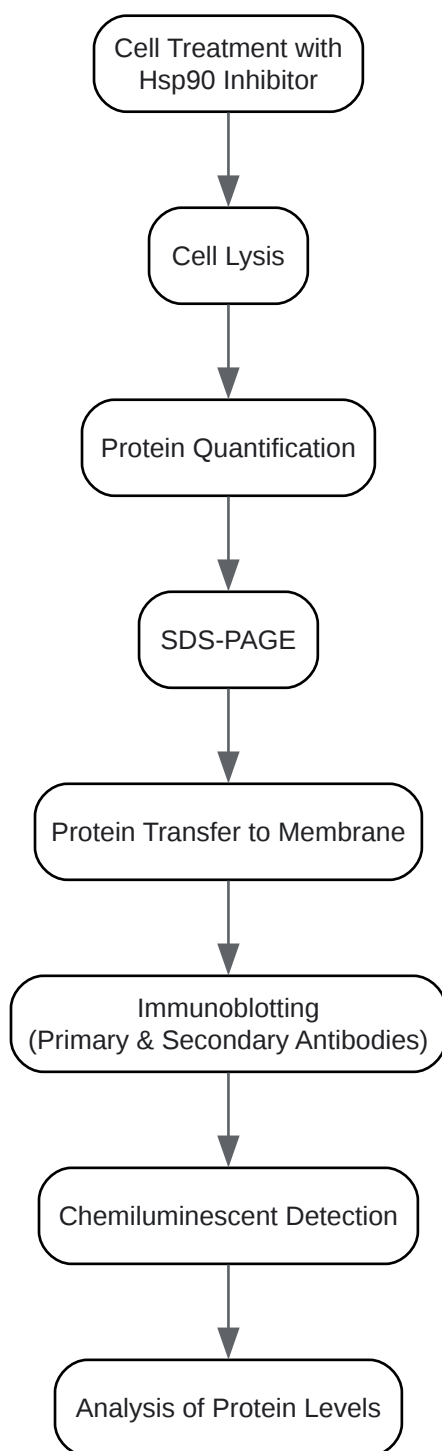 Cell Treatment with
Hsp90 Inhibitor
Cell Lysis
Protein Quantification
SDS-PAGE
Protein Transfer to Membrane
Immunoblotting
(Primary & Secondary Antibodies)
Chemiluminescent Detection
Analysis of Protein Levels